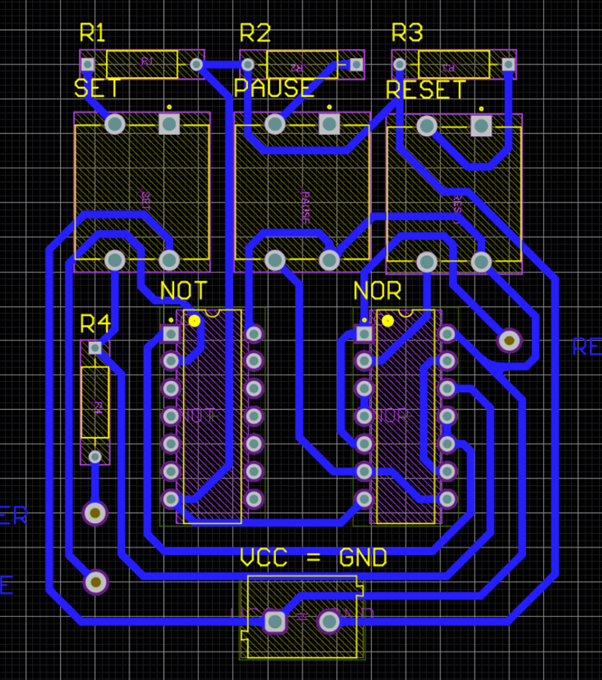 R1 R2 R3
R1 R2 R3
SET PAUSE RESET
SET PAUSE RES
NOT NOR
R4
RE
R4
NOT NOR
ER
VCC = GND
E
VCC = GND